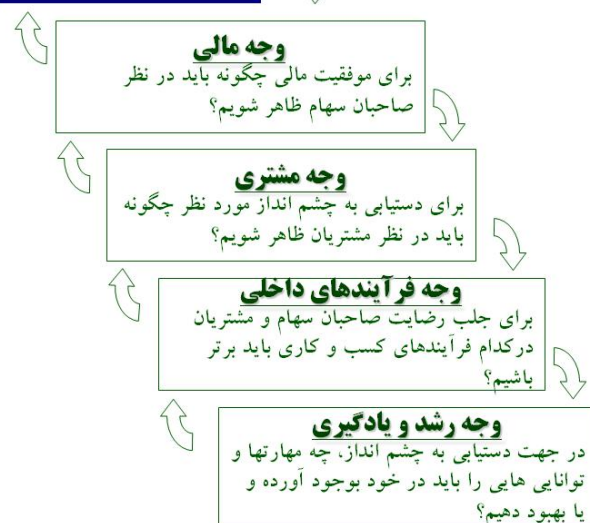 وجه مالی
برای موفقیت مالی چگونه باید در نظر
صاحبان سهام ظاهر شویم؟
وجه مشتری
برای دستیابی به چشم انداز مورد نظر چگونه
باید در نظر مشتریان ظاهر شویم؟
وجه فرآیندهای داخلی
برای جلب رضایت صاحبان سهام و مشتریان
درکدام فرآیندهای کسب و کاری باید برتر
باشیم؟
وجه رشد و یادگیری
در جهت دستیابی به چشم انداز، چه مهارتها و
توانایی هایی را باید در خود بوجود آورده و
یا بهبود دهیم؟